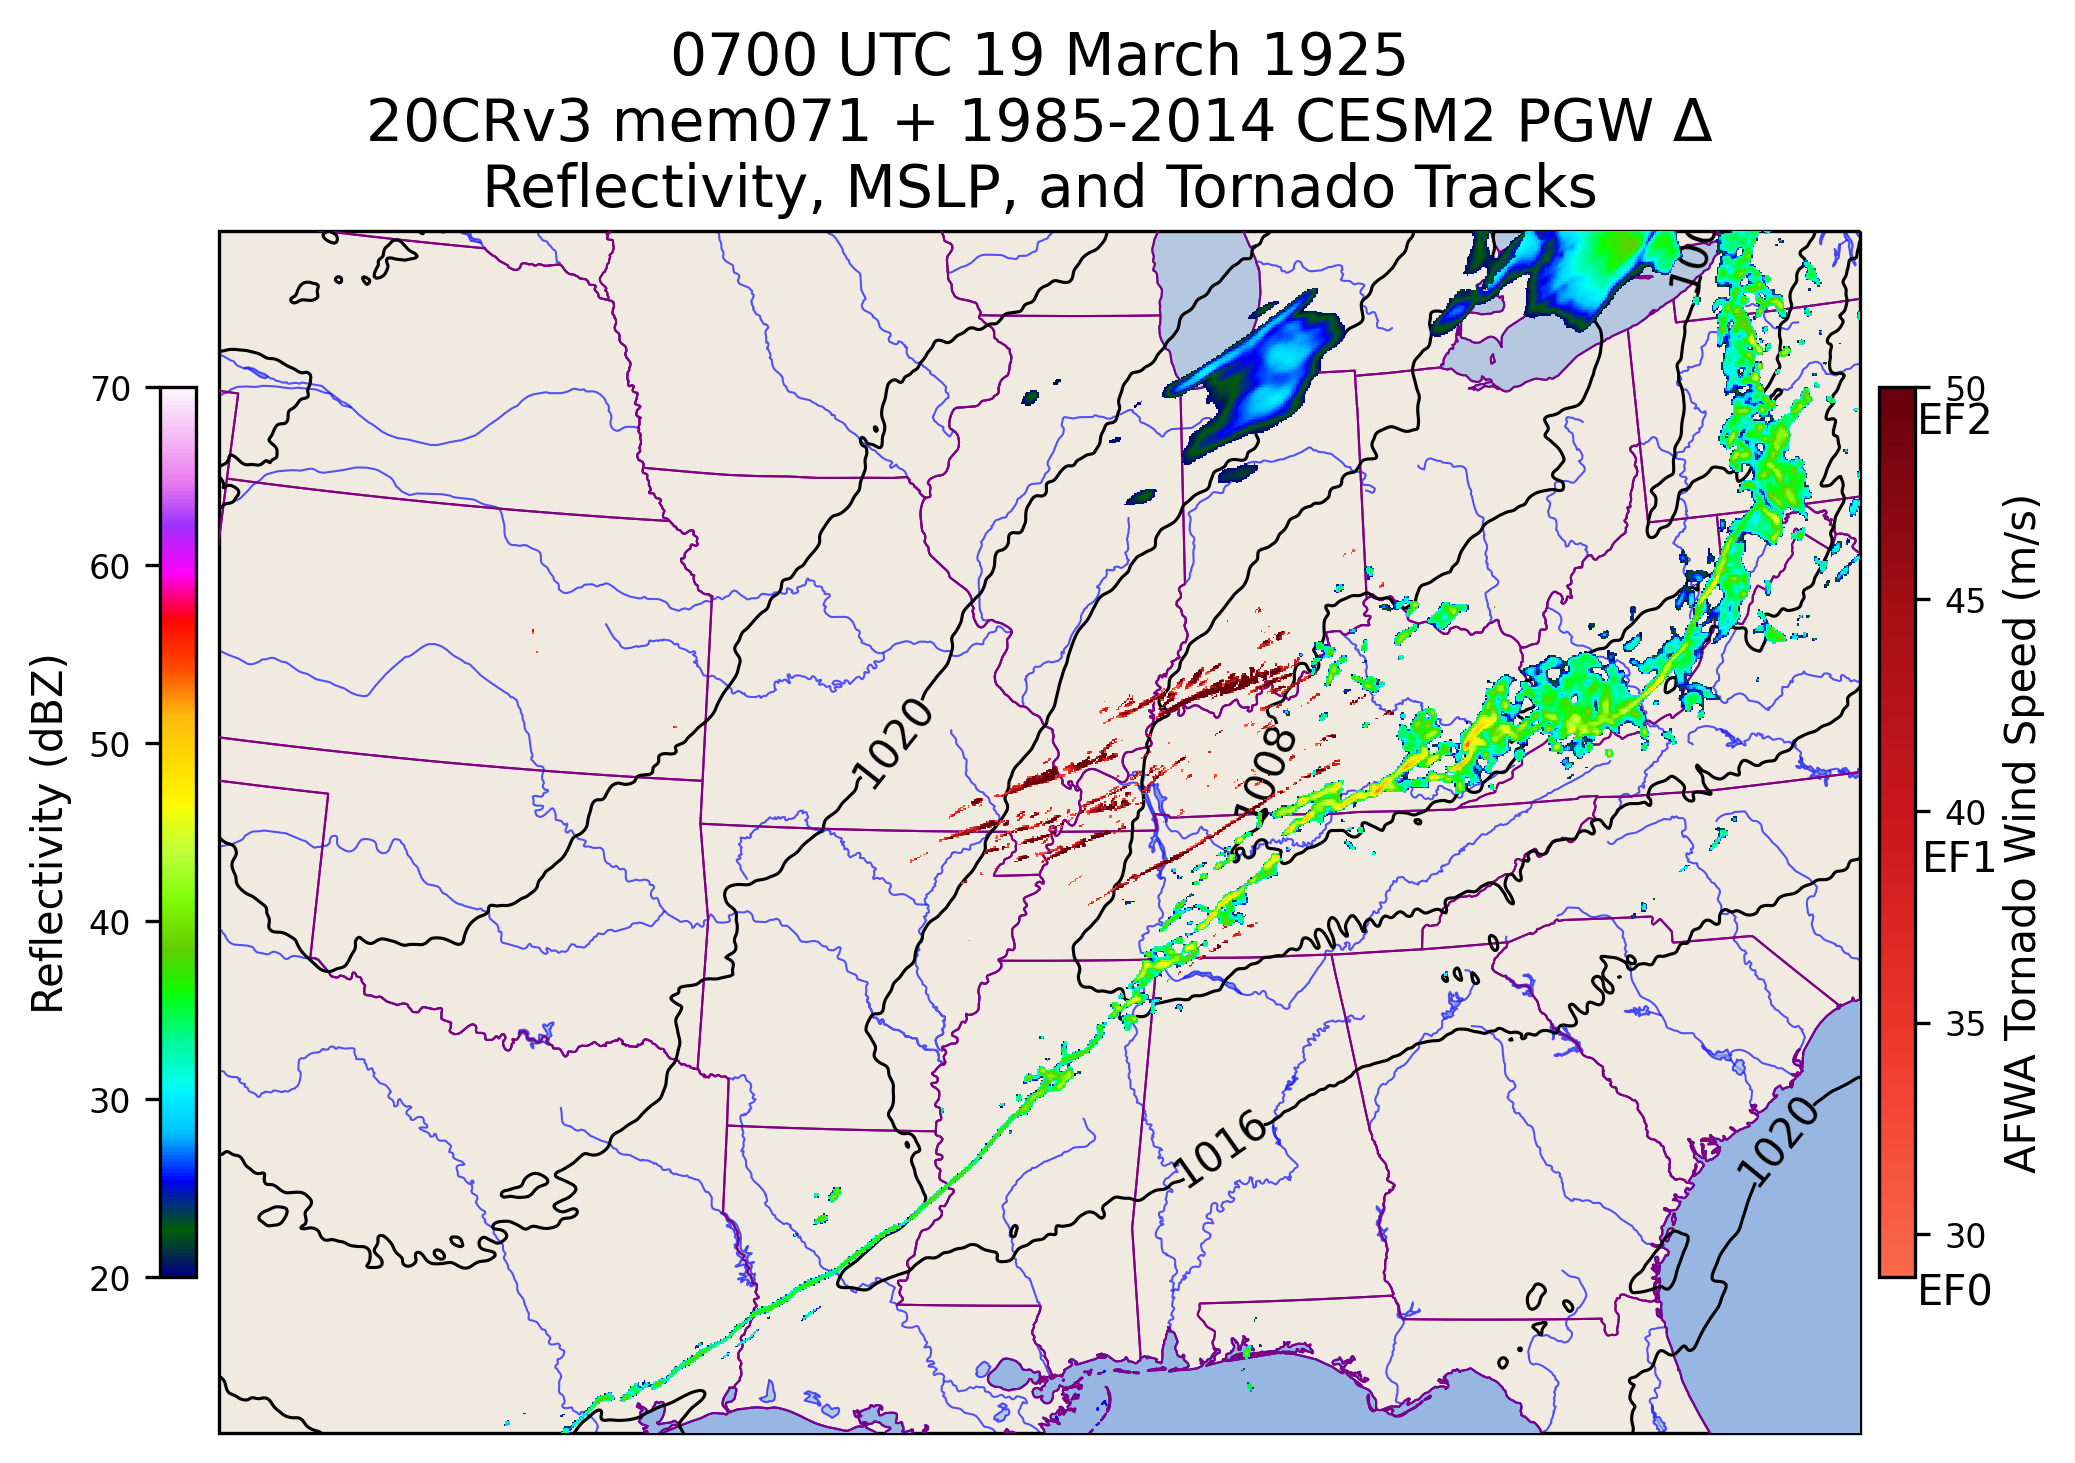 0700 UTC 19 March 1925
20CRv3 mem071 + 1985-2014 CESM2 PGW Δ
Reflectivity, MSLP, and Tornado Tracks
70
60
50
40
30
20
Reflectivity (dBZ)
1020
1008
1016
1020
50
EF2
45
40
EF1
35
30
EF0
AFWA Tornado Wind Speed (m/s)